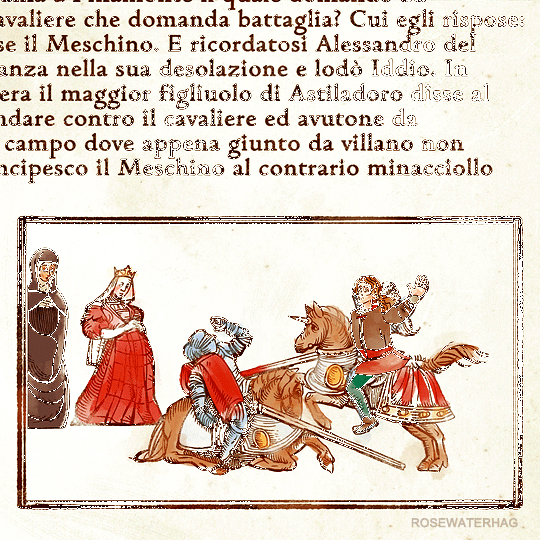 avaliere che domanda battaglia? Cui egli rispose:
se il Meschino. E ricordatosi Alessandro del
anza nella sua desolazione e lodò Iddio. In
era il maggior figliuolo di Astiladoro disse al
ndare contro il cavaliere ed avutone da
campo dove appena giunto da villano non
ncipesco il Meschino al contrario minacciollo
ROSEWATERHAG